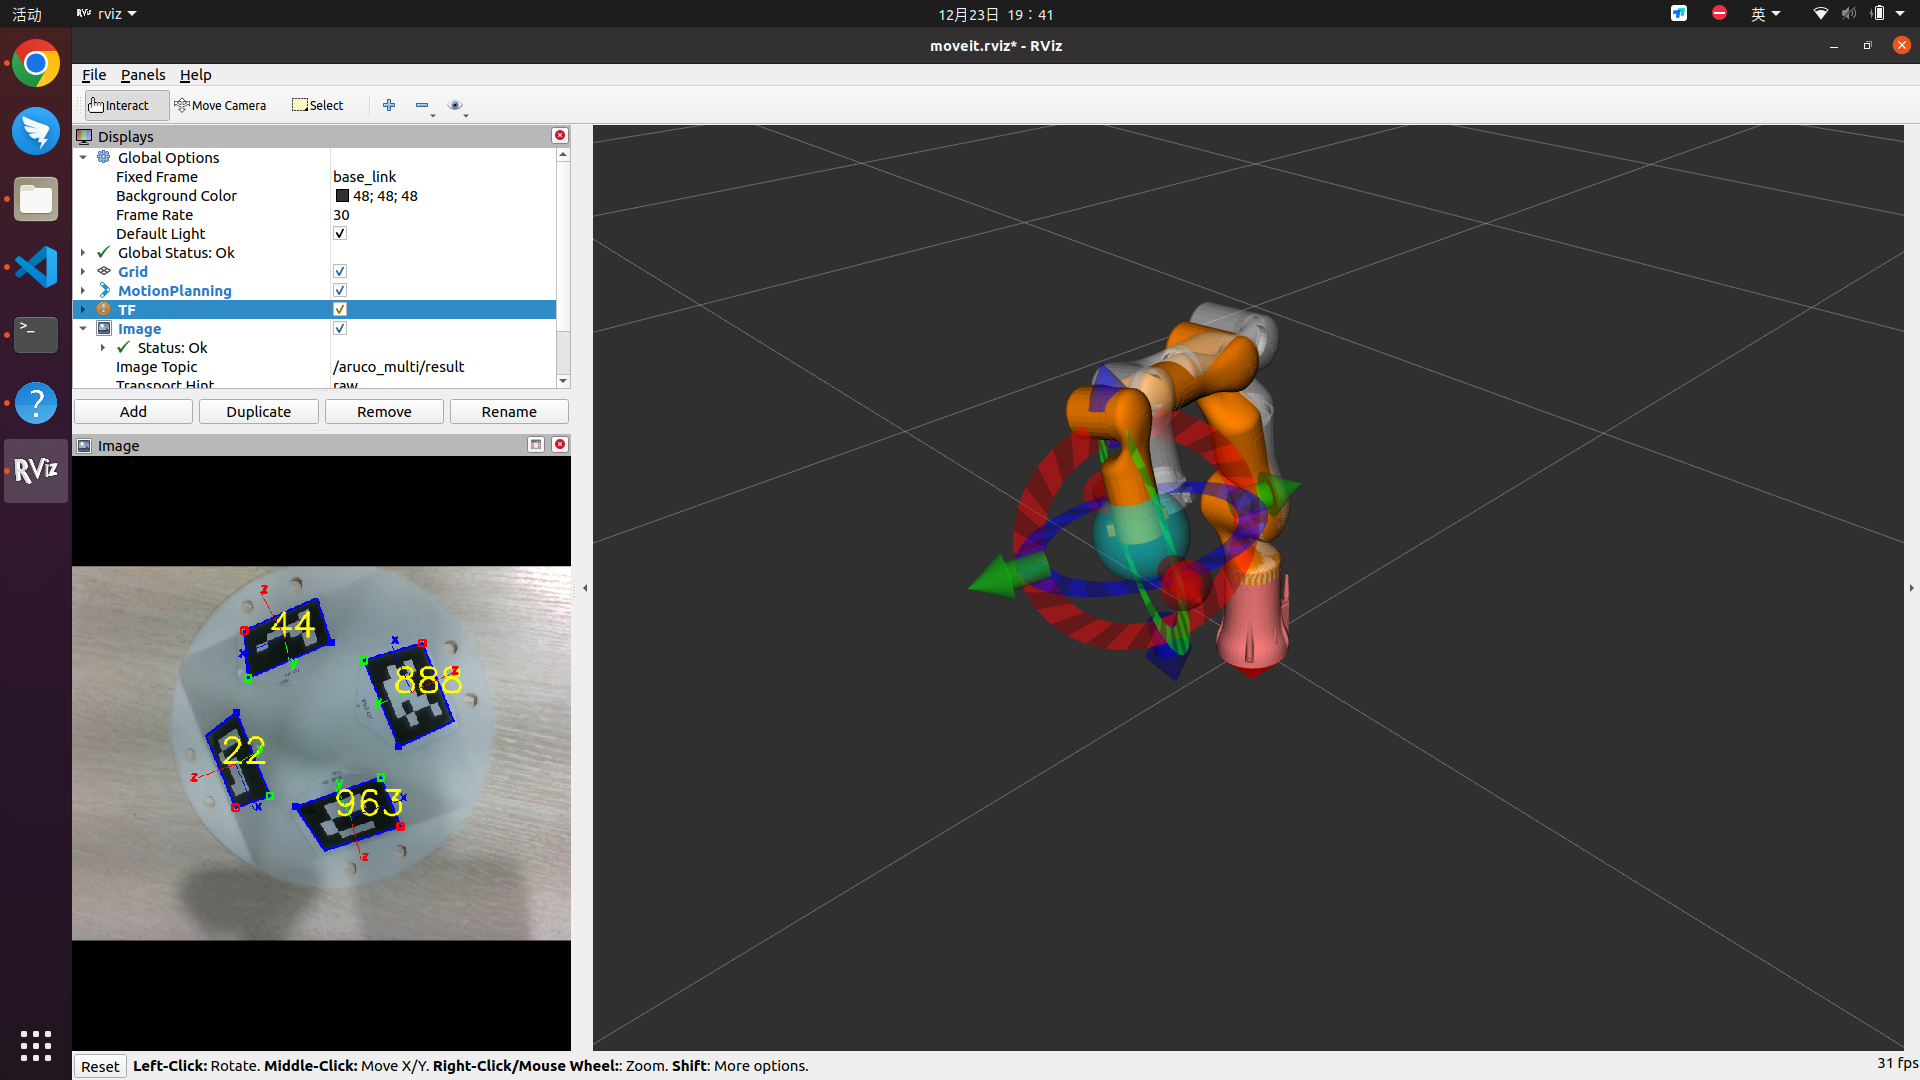 活动
RViz rviz
12月23日 19：41
英
moveit.rviz* - RViz
File Panels Help
Interact Move Camera Select
Displays
Global Options
Fixed Frame base_link
Background Color 48; 48; 48
Frame Rate 30
Default Light
Global Status: Ok
Grid
MotionPlanning
TF
Image
Status: Ok
Image Topic /aruco_multi/result
Transport Hint raw
Add Duplicate Remove Rename
Image
RViz
z
44
x
y
x
888
z
y
22
y
z
x
y
963
x
z
Reset Left-Click: Rotate. Middle-Click: Move X/Y. Right-Click/Mouse Wheel:: Zoom. Shift: More options.
31 fps